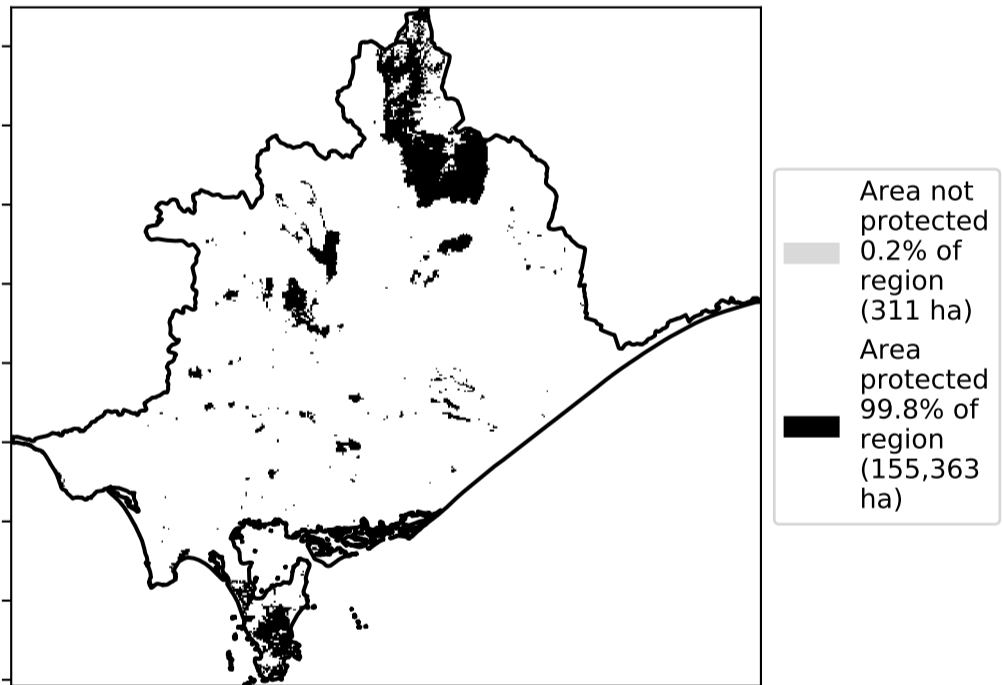 Area not
protected
0.2% of
region
(311 ha)
Area
protected
99.8% of
region
(155,363
ha)